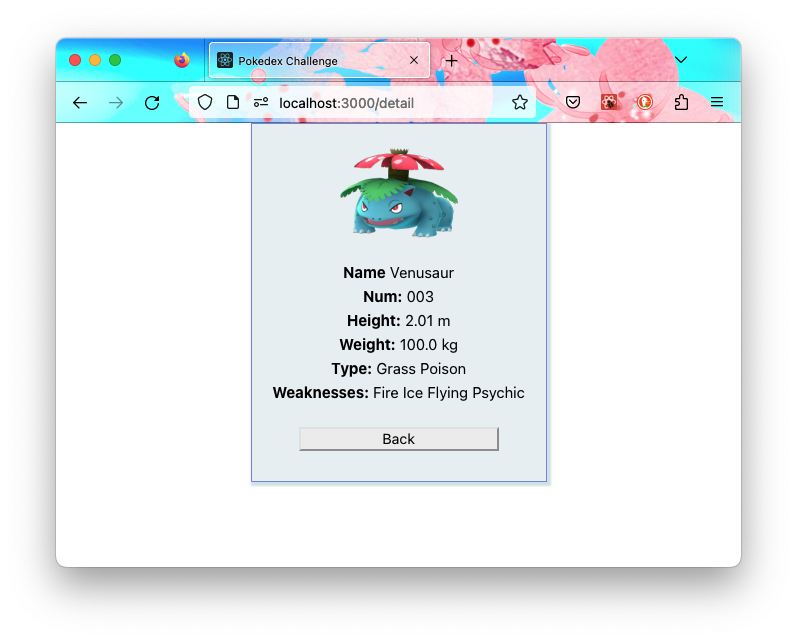 Pokedex Challenge
localhost:3000/detail
Name Venusaur
Num: 003
Height: 2.01 m
Weight: 100.0 kg
Type: Grass Poison
Weaknesses: Fire Ice Flying Psychic
Back